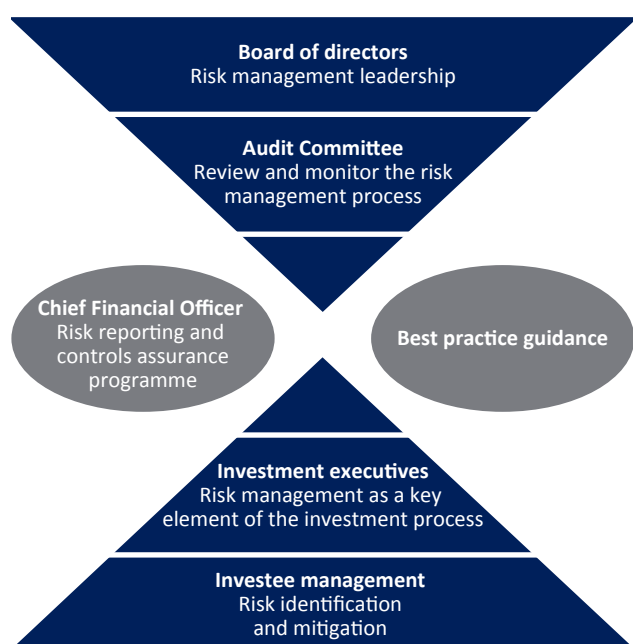 Board of directors
Risk management leadership
Audit Committee
Review and monitor the risk
management process
Chief Financial Officer
Risk reporting and
controls assurance
programme
Best practice guidance
Investment executives
Risk management as a key
element of the investment process
Investee management
Risk identification
and mitigation